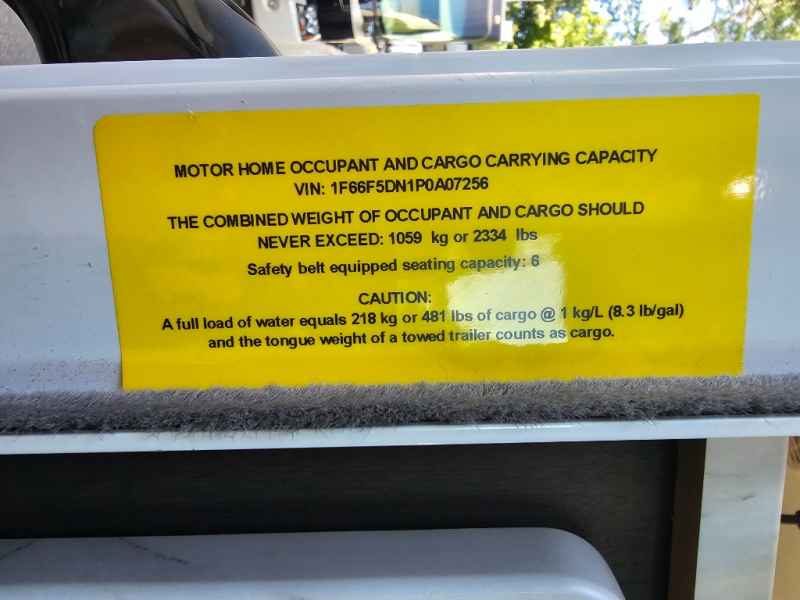 MOTOR HOME OCCUPANT AND CARGO CARRYING CAPACITY
VIN: 1F66F5DN1P0A07256
THE COMBINED WEIGHT OF OCCUPANT AND CARGO SHOULD
NEVER EXCEED: 1059 kg or 2334 lbs
Safety belt equipped seating capacity: 6
CAUTION:
A full load of water equals 218 kg or 481 lbs of cargo @ 1 kg/L (8.3 lb/gal)
and the tongue weight of a towed trailer counts as cargo.